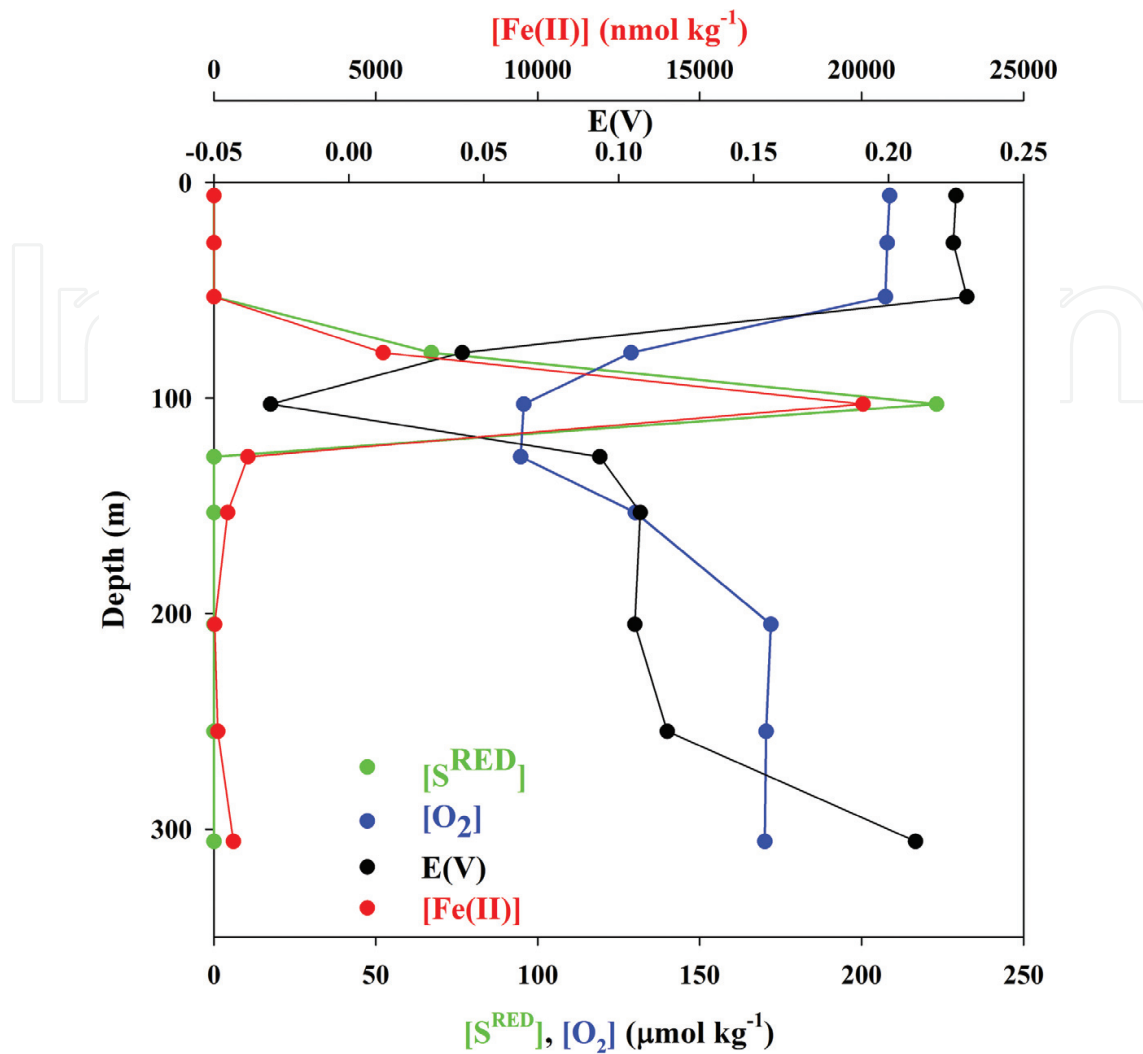 [Fe(II)] (nmol kg⁻¹)
0 5000 10000 15000 20000 25000
E(V)
-0.05 0.00 0.05 0.10 0.15 0.20 0.25
0
100
200
300
Depth (m)
[S^RED]
[O₂]
E(V)
[Fe(II)]
0 50 100 150 200 250
[S^RED], [O₂] (μmol kg⁻¹)